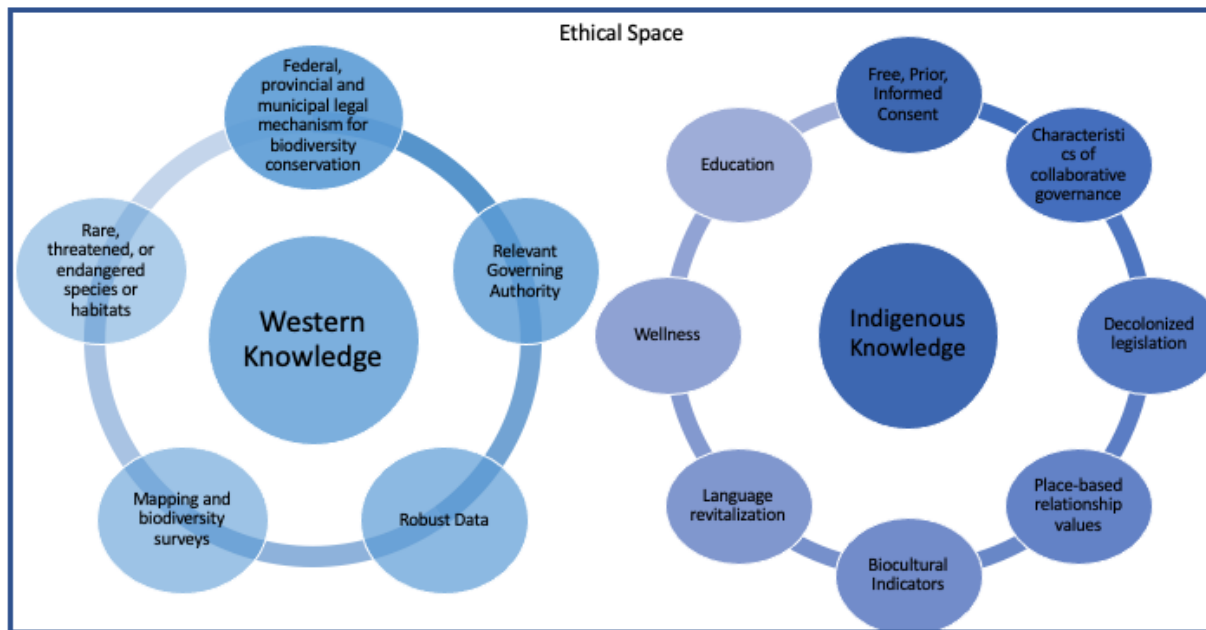 Ethical Space
Federal,
provincial and
municipal legal
mechanism for
biodiversity
conservation
Relevant
Governing
Authority
Robust Data
Mapping and
biodiversity
surveys
Rare,
threatened, or
endangered
species or
habitats
Western
Knowledge
Free, Prior,
Informed
Consent
Characteristi
cs of
collaborative
governance
Decolonized
legislation
Place-based
relationship
values
Biocultural
Indicators
Language
revitalization
Wellness
Education
Indigenous
Knowledge